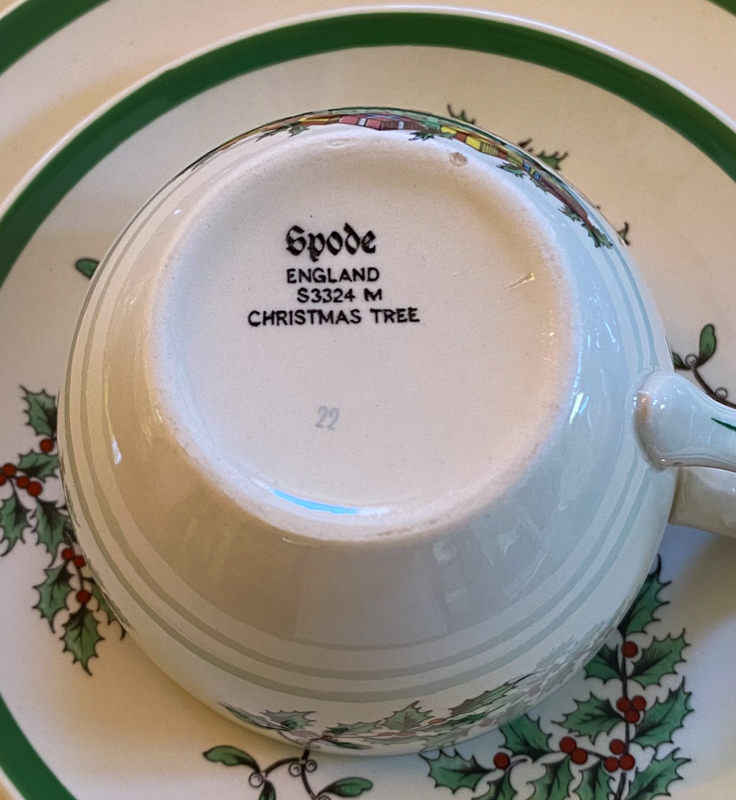 Spode
ENGLAND
S3324 M
CHRISTMAS TREE
22